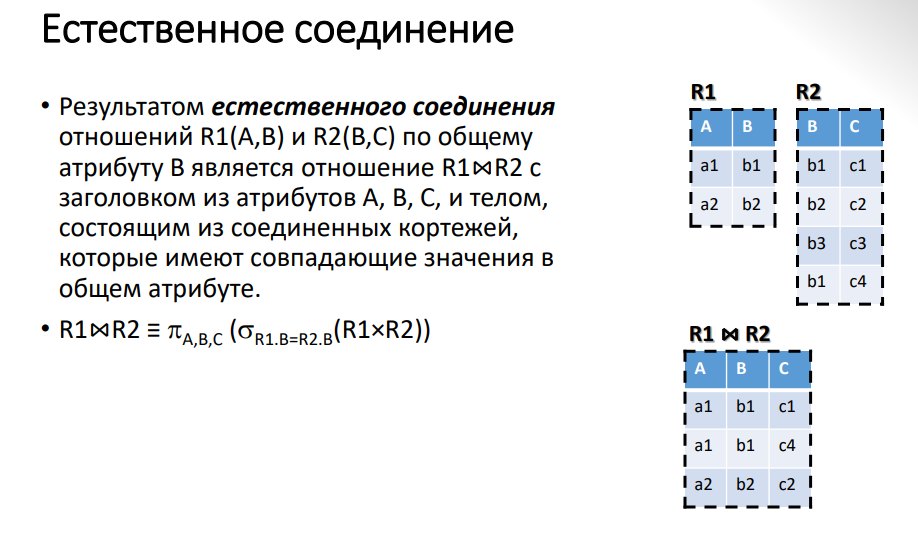 Естественное соединение
• Результатом естественного соединения
отношений R1(A,B) и R2(B,C) по общему
атрибуту B является отношение R1⋈R2 с
заголовком из атрибутов A, B, C, и телом,
состоящим из соединенных кортежей,
которые имеют совпадающие значения в
общем атрибуте.
• R1⋈R2 ≡ πA,B,C (σR1.B=R2.B(R1×R2))
R1
A B
a1 b1
a2 b2
R2
B C
b1 c1
b2 c2
b3 c3
b1 c4
R1 ⋈ R2
A B C
a1 b1 c1
a1 b1 c4
a2 b2 c2